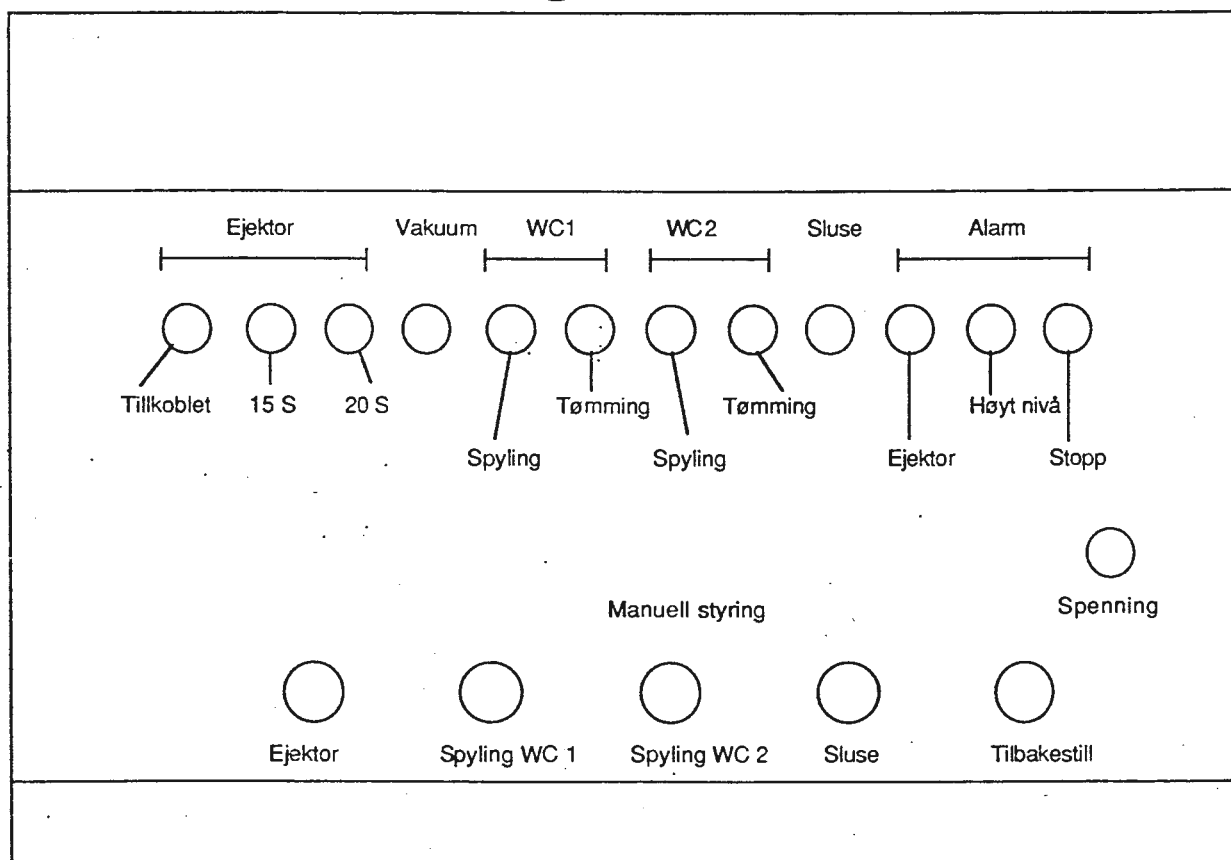 Ejektor Vakuum WC1 WC2 Sluse Alarm
Tillkoblet 15 S 20 S Tømming Tømming Høyt nivå
Spyling Spyling Ejektor Stopp
Spenning
Manuell styring
Ejektor Spyling WC 1 Spyling WC 2 Sluse Tilbakestill